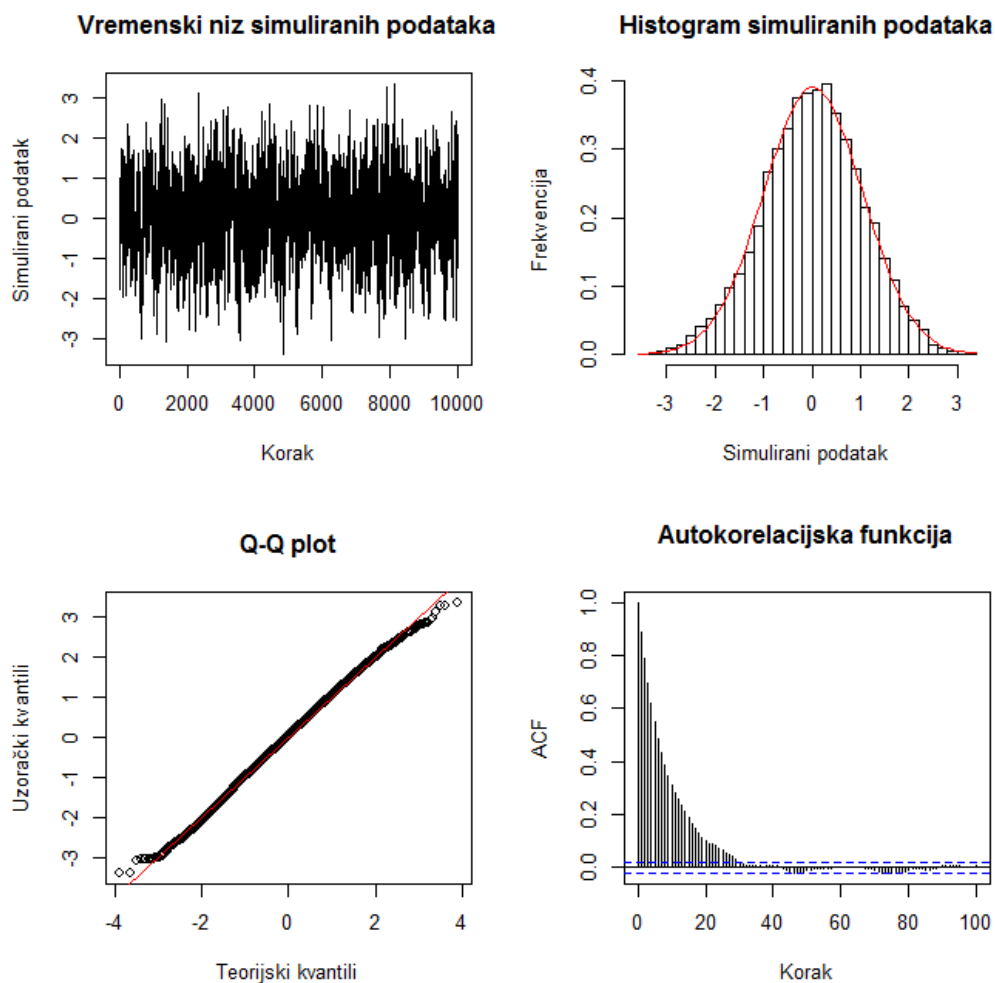 Vremenski niz simuliranih podataka
Simulirani podatak
3
2
1
0
-1
-2
-3
0 2000 4000 6000 8000 10000
Korak
Histogram simuliranih podataka
Frekvencija
0.4
0.3
0.2
0.1
0.0
-3 -2 -1 0 1 2 3
Simulirani podatak
Q-Q plot
Uzorački kvantili
3
2
1
0
-1
-2
-3
-4 -2 0 2 4
Teorijski kvantili
Autokorelacijska funkcija
ACF
1.0
0.8
0.6
0.4
0.2
0.0
0 20 40 60 80 100
Korak